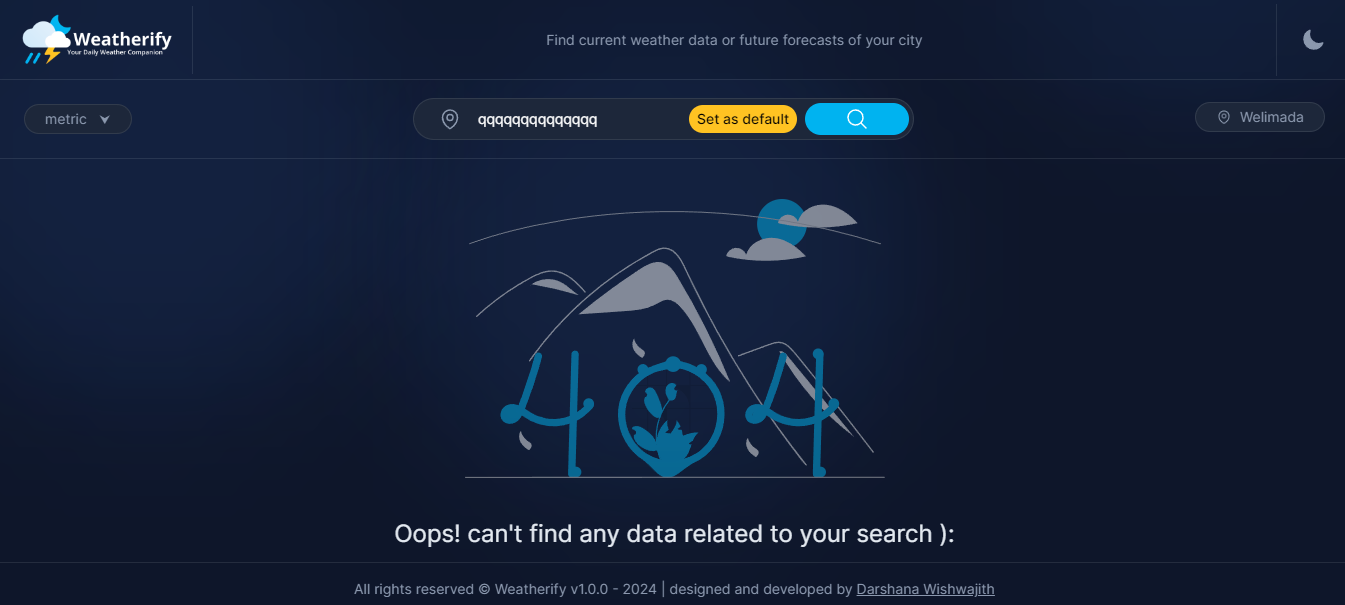 Weatherify
Your Daily Weather Companion
Find current weather data or future forecasts of your city
metric
qqqqqqqqqqqqqq
Set as default
Welimada
404
Oops! can't find any data related to your search ):
All rights reserved © Weatherify v1.0.0 - 2024 | designed and developed by Darshana Wishwajith